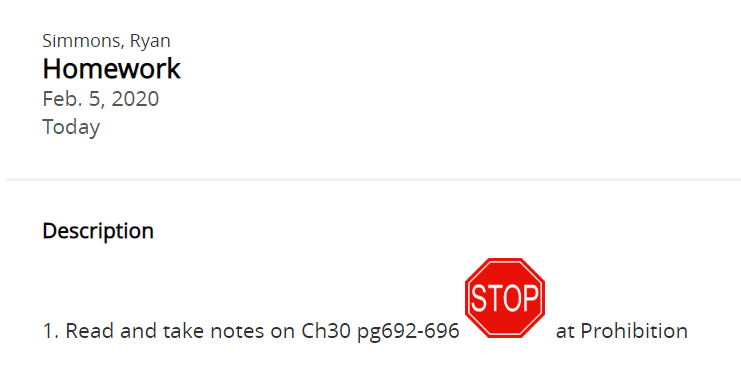 Simmons, Ryan
Homework
Feb. 5, 2020
Today
Description
1. Read and take notes on Ch30 pg692-696 STOP at Prohibition